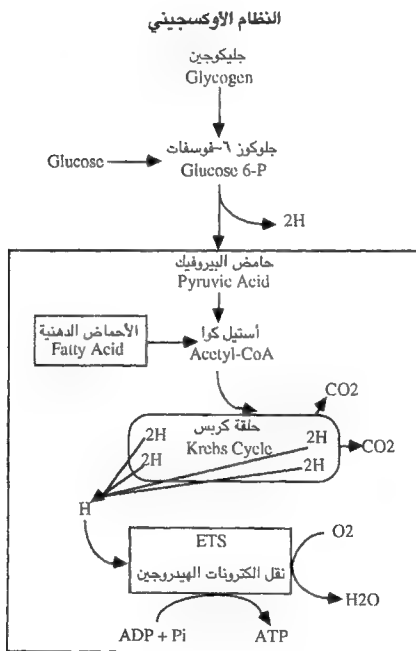 النظام الأوكسجيني
جليكوجين
Glycogen
جلوكوز ٦-فوسفات
Glucose
Glucose 6-P
2H
حامض البيروفيك
Pyruvic Acid
الأحماض الدهنية
Fatty Acid
أستيل كوا
Acetyl-CoA
CO2
حلقة كربس
Krebs Cycle
2H
2H
2H
2H
CO2
H
ETS
نقل الكترونات الهيدروجين
O2
H2O
ADP + Pi
ATP